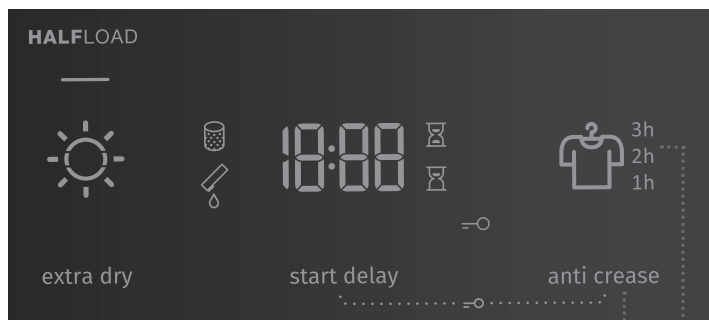 HALFLOAD
18:88
3h
2h
1h
extra dry
start delay
anti crease